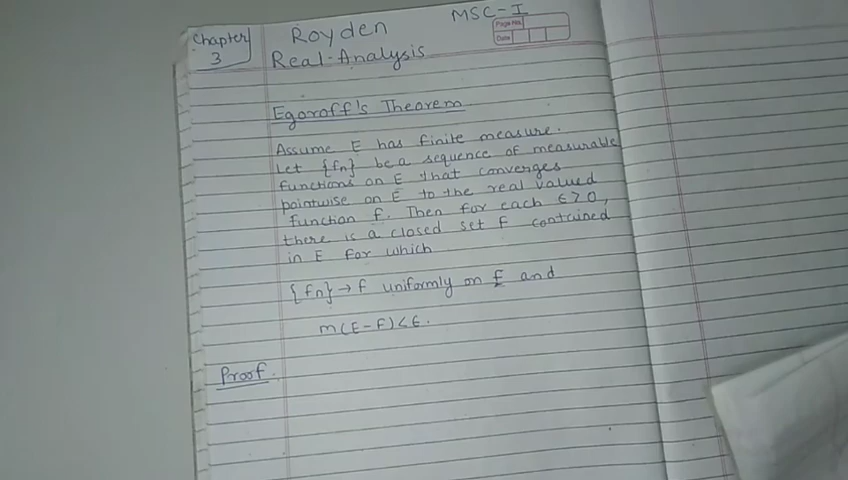 Chapter 3
Royden
MSC-I
Real-Analysis
Page No.
Date
Egoroff's Theorem
Assume E has finite measure.
Let {fn} be a sequence of measurable
functions on E that converges
pointwise on E to the real valued
function f. Then for each ϵ>0,
there is a closed set F contained
in E for which
{fn} → f uniformly on F and
m(E-F)<ϵ.
Proof.